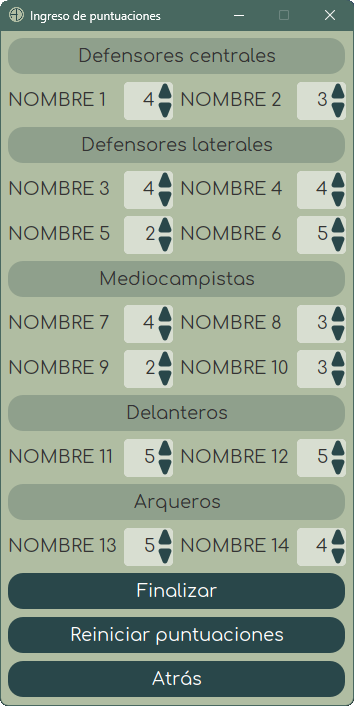 Ingreso de puntuaciones
Defensores centrales
NOMBRE 1 4 NOMBRE 2 3
Defensores laterales
NOMBRE 3 4 NOMBRE 4 4
NOMBRE 5 2 NOMBRE 6 5
Mediocampistas
NOMBRE 7 4 NOMBRE 8 3
NOMBRE 9 2 NOMBRE 10 3
Delanteros
NOMBRE 11 5 NOMBRE 12 5
Arqueros
NOMBRE 13 5 NOMBRE 14 4
Finalizar
Reiniciar puntuaciones
Atrás